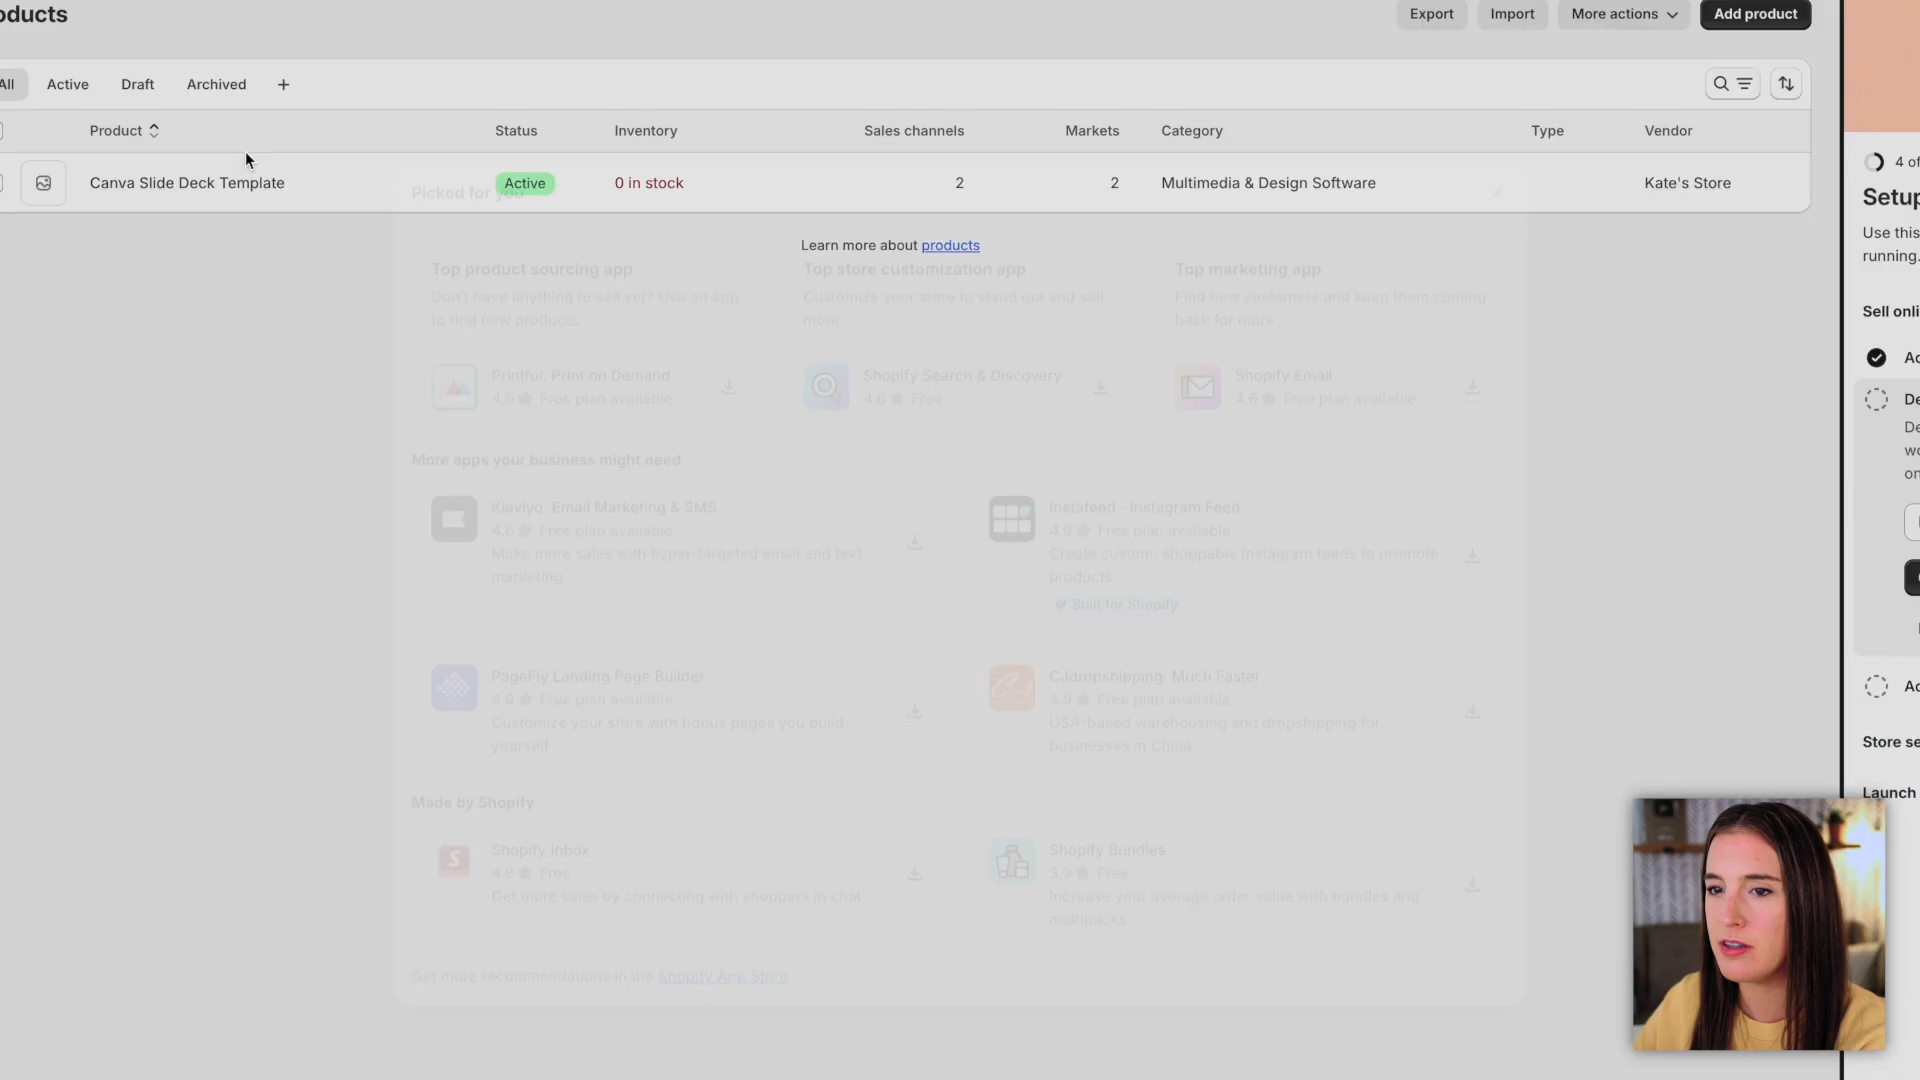 oducts
Export
Import
More actions
Add product
All
Active
Draft
Archived
+
Product
Status
Inventory
Sales channels
Markets
Category
Type
Vendor
Canva Slide Deck Template
Active
0 in stock
2
2
Multimedia & Design Software
Kate's Store
Picked for you
Learn more about products
Top product sourcing app
Don't have anything to sell yet? Use an app
to find new products.
Top store customization app
Customize your store to stand out and sell
more.
Top marketing app
Find new customers and keep them coming
back for more.
Printful: Print on Demand
4.6 ★ Free plan available
Shopify Search & Discovery
4.6 ★ Free
Shopify Email
4.6 ★ Free plan available
More apps your business might need
Klaviyo: Email Marketing & SMS
4.6 ★ Free plan available
Make more sales with hyper-targeted email and text
marketing
Instafeed - Instagram Feed
4.9 ★ Free plan available
Create custom, shoppable Instagram feeds to promote
products
Built for Shopify
PageFly Landing Page Builder
4.9 ★ Free plan available
Customize your store with bonus pages you build
yourself
CJdropshipping: Much Faster
4.9 ★ Free plan available
USA-based warehousing and dropshipping for
businesses in China
Made by Shopify
Shopify Inbox
4.8 ★ Free
Get more sales by connecting with shoppers in chat
Shopify Bundles
3.9 ★ Free
Increase your average order value with bundles and
multipacks
Get more recommendations in the Shopify App Store
4 of
Setup
Use this
running.
Sell onli
Ac
De
De
wo
on
Ac
Store se
Launch